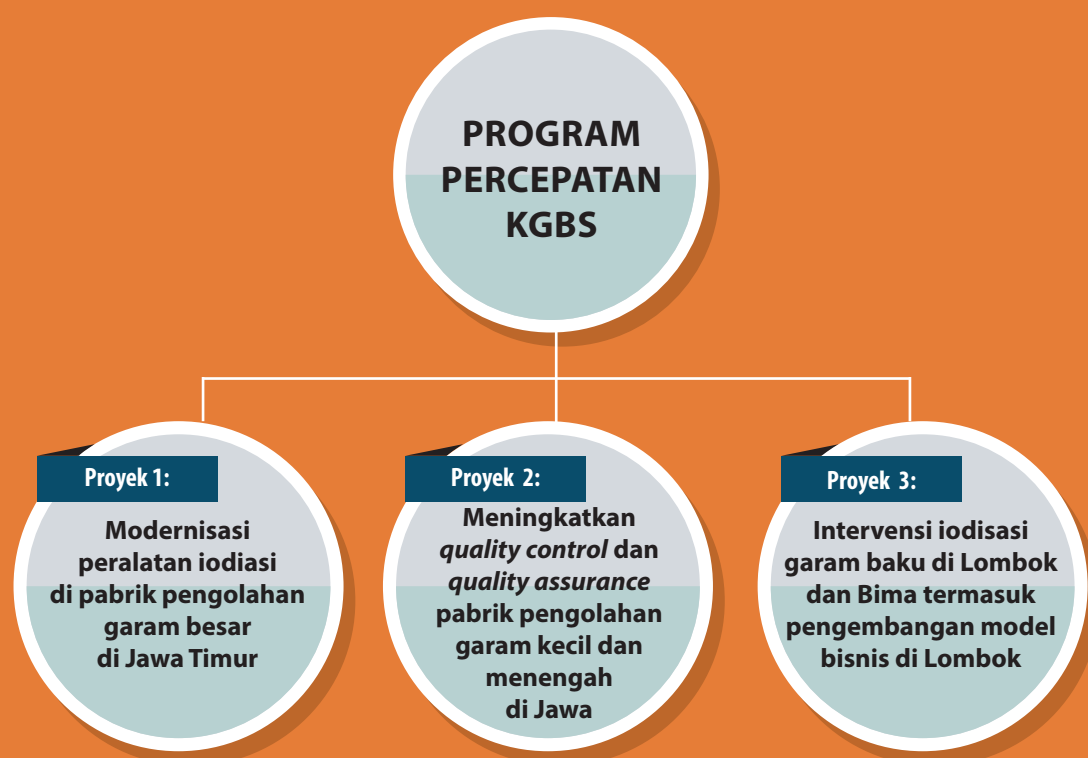 PROGRAM
PERCEPATAN
KGBS
Proyek 1:
Modernisasi
peralatan iodiasi
di pabrik pengolahan
garam besar
di Jawa Timur
Proyek 2:
Meningkatkan
quality control dan
quality assurance
pabrik pengolahan
garam kecil dan
menengah
di Jawa
Proyek 3:
Intervensi iodisasi
garam baku di Lombok
dan Bima termasuk
pengembangan model
bisnis di Lombok